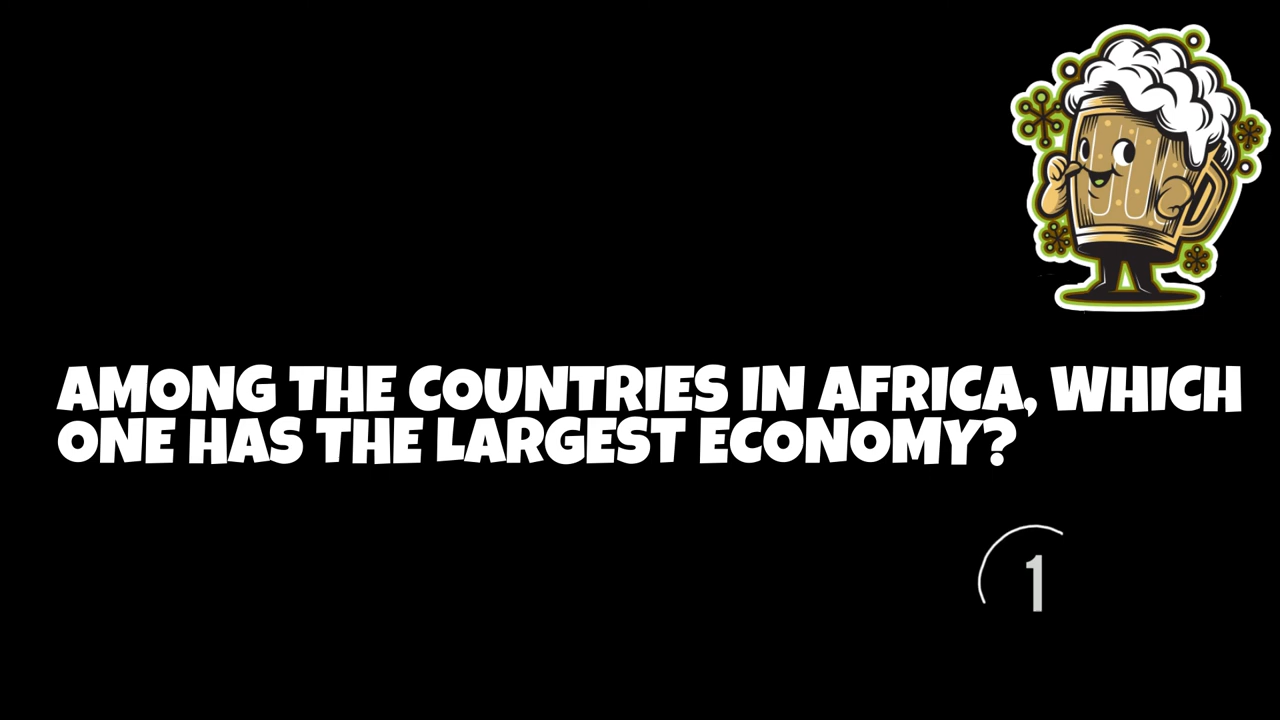 AMONG THE COUNTRIES IN AFRICA, WHICH
ONE HAS THE LARGEST ECONOMY?
1